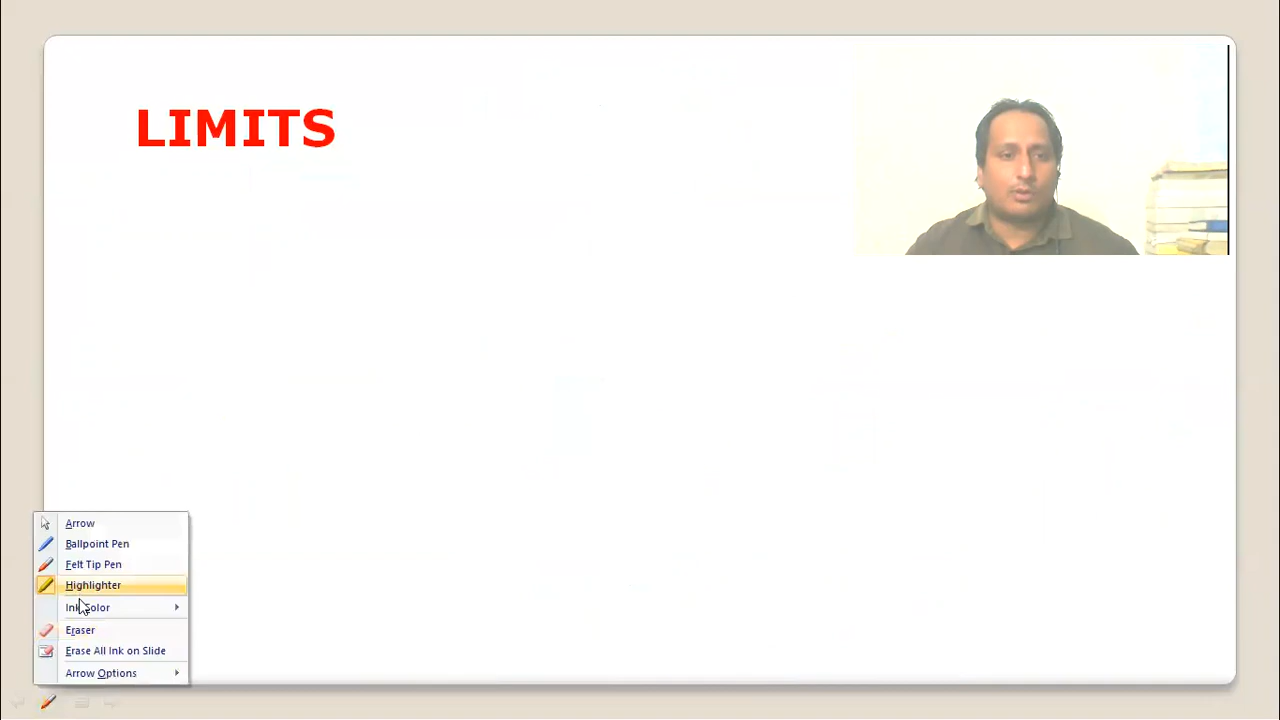 LIMITS
Arrow
Ballpoint Pen
Felt Tip Pen
Highlighter
Ink Color
Eraser
Erase All Ink on Slide
Arrow Options